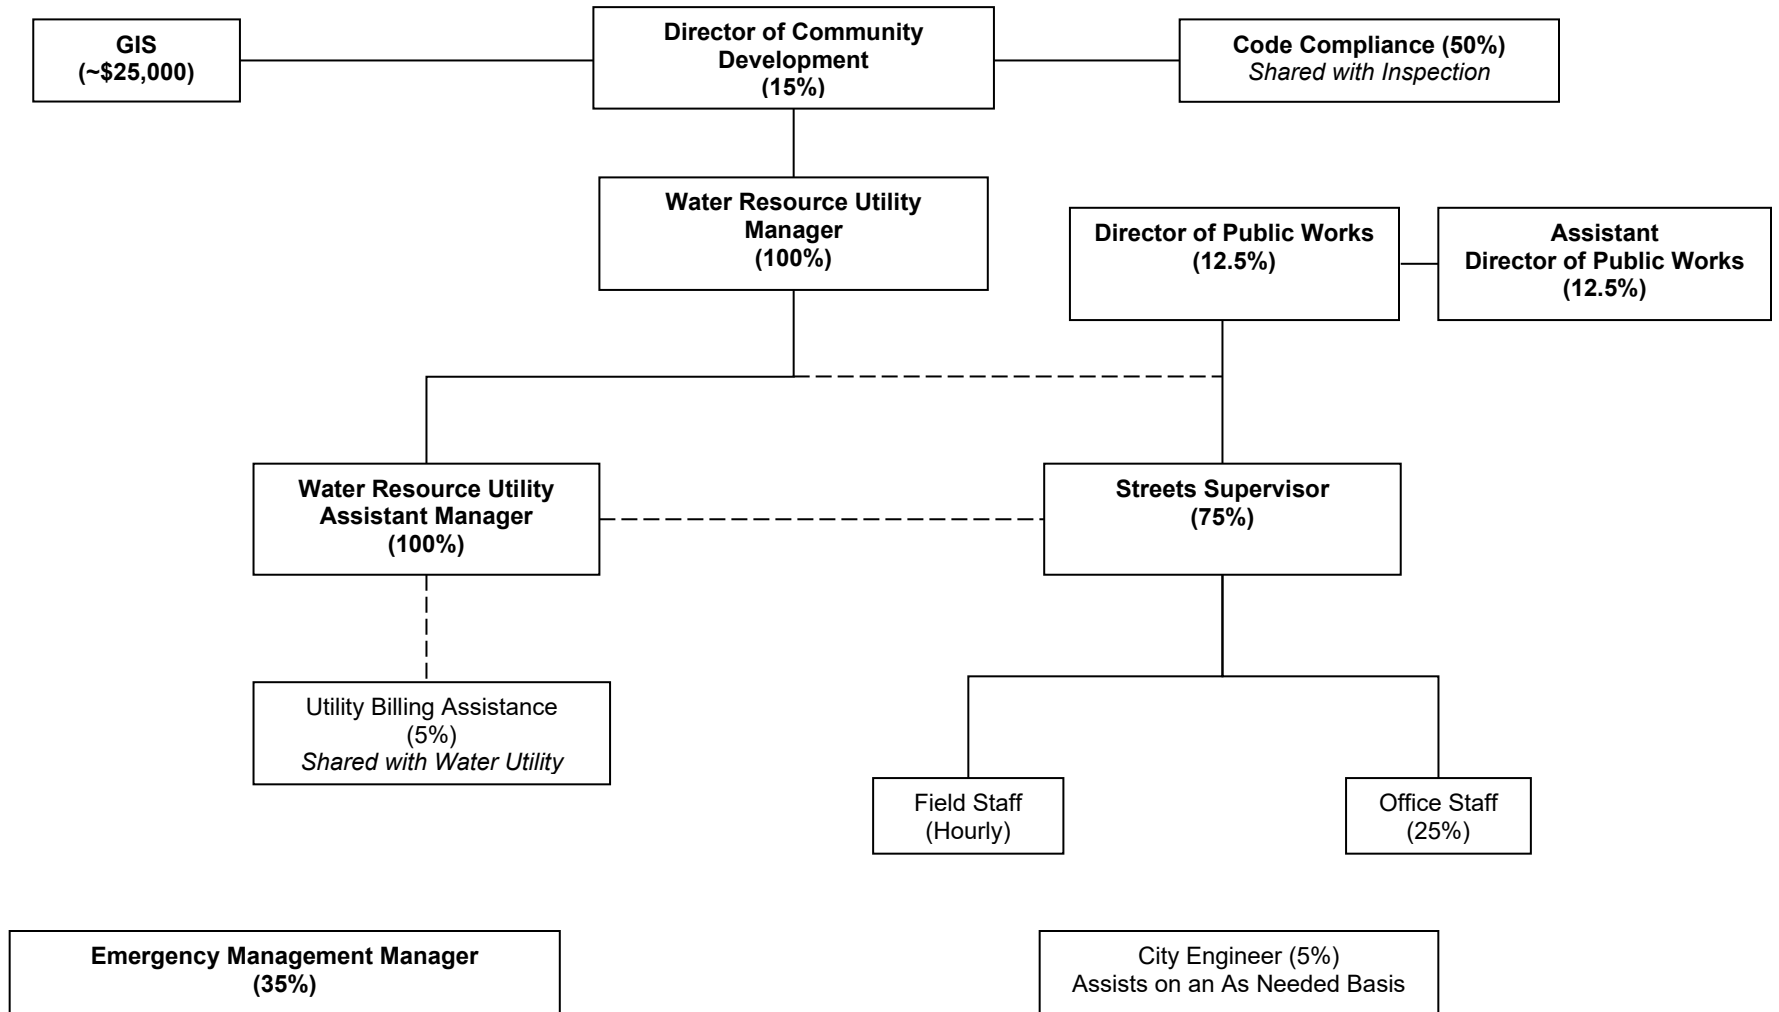 GIS
(~$25,000)
Director of Community
Development
(15%)
Code Compliance (50%)
Shared with Inspection
Water Resource Utility
Manager
(100%)
Director of Public Works
(12.5%)
Assistant
Director of Public Works
(12.5%)
Water Resource Utility
Assistant Manager
(100%)
Streets Supervisor
(75%)
Utility Billing Assistance
(5%)
Shared with Water Utility
Field Staff
(Hourly)
Office Staff
(25%)
Emergency Management Manager
(35%)
City Engineer (5%)
Assists on an As Needed Basis